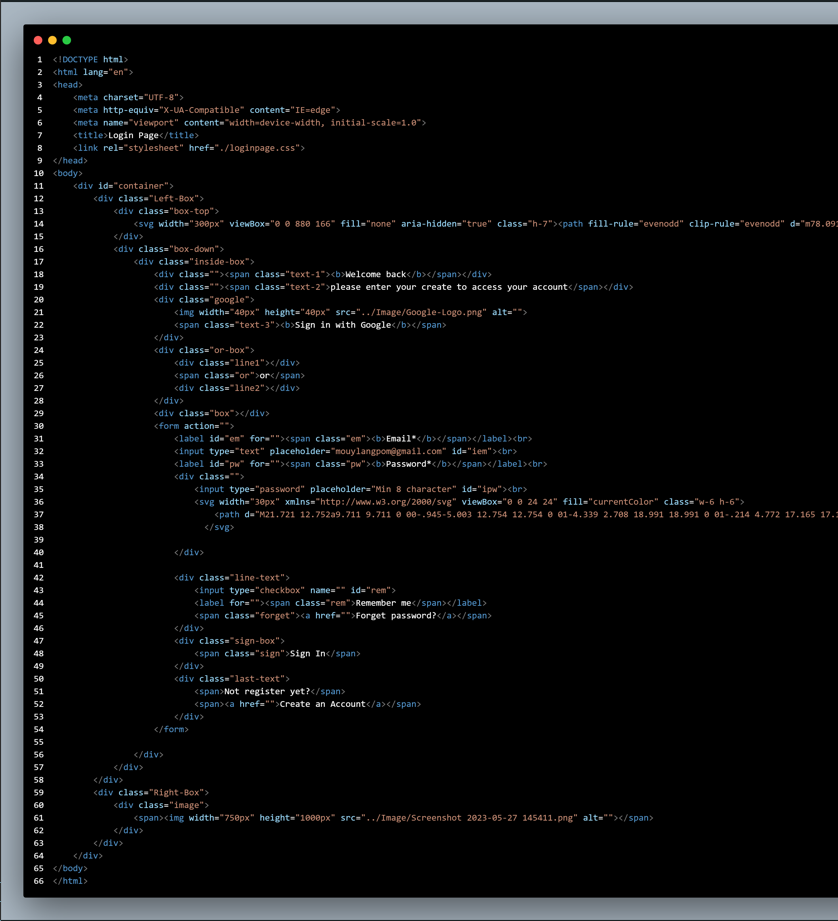 1 <!DOCTYPE html>
2 <html lang="en">
3 <head>
4     <meta charset="UTF-8">
5     <meta http-equiv="X-UA-Compatible" content="IE=edge">
6     <meta name="viewport" content="width=device-width, initial-scale=1.0">
7     <title>Login Page</title>
8     <link rel="stylesheet" href="./loginpage.css">
9 </head>
10 <body>
11     <div id="container">
12         <div class="Left-Box">
13             <div class="box-top">
14                 <svg width="300px" viewBox="0 0 880 166" fill="none" aria-hidden="true" class="h-7"><path fill-rule="evenodd" clip-rule="evenodd" d="m78.091
15             </div>
16             <div class="box-down">
17                 <div class="inside-box">
18                     <div class=""><span class="text-1"><b>Welcome back</b></span></div>
19                     <div class=""><span class="text-2">please enter your create to access your account</span></div>
20                     <div class="google">
21                         <img width="40px" height="40px" src="../Image/Google-Logo.png" alt="">
22                         <span class="text-3"><b>Sign in with Google</b></span>
23                     </div>
24                     <div class="or-box">
25                         <div class="line1"></div>
26                         <span class="or">or</span>
27                         <div class="line2"></div>
28                     </div>
29                     <div class="box"></div>
30                     <form action="">
31                         <label id="em" for=""><span class="em"><b>Email*</b></span></label><br>
32                         <input type="text" placeholder="mouylangpom@gmail.com" id="iem"><br>
33                         <label id="pw" for=""><span class="pw"><b>Password*</b></span></label><br>
34                         <div class="">
35                             <input type="password" placeholder="Min 8 character" id="ipw"><br>
36                             <svg width="30px" xmlns="http://www.w3.org/2000/svg" viewBox="0 0 24 24" fill="currentColor" class="w-6 h-6">
37                                 <path d="M21.721 12.752a9.711 9.711 0 00-.945-5.003 12.754 12.754 0 01-4.339 2.708 18.991 18.991 0 01-.214 4.772 17.165 17.1
38                               </svg>
39
40                         </div>
41
42                         <div class="line-text">
43                             <input type="checkbox" name="" id="rem">
44                             <label for=""><span class="rem">Remember me</span></label>
45                             <span class="forget"><a href="">Forget password?</a></span>
46                         </div>
47                         <div class="sign-box">
48                             <span class="sign">Sign In</span>
49                         </div>
50                         <div class="last-text">
51                             <span>Not register yet?</span>
52                             <span><a href="">Create an Account</a></span>
53                         </div>
54                     </form>
55
56                 </div>
57             </div>
58         </div>
59         <div class="Right-Box">
60             <div class="image">
61                 <span><img width="750px" height="1000px" src="../Image/Screenshot 2023-05-27 145411.png" alt=""></span>
62             </div>
63         </div>
64     </div>
65 </body>
66 </html>